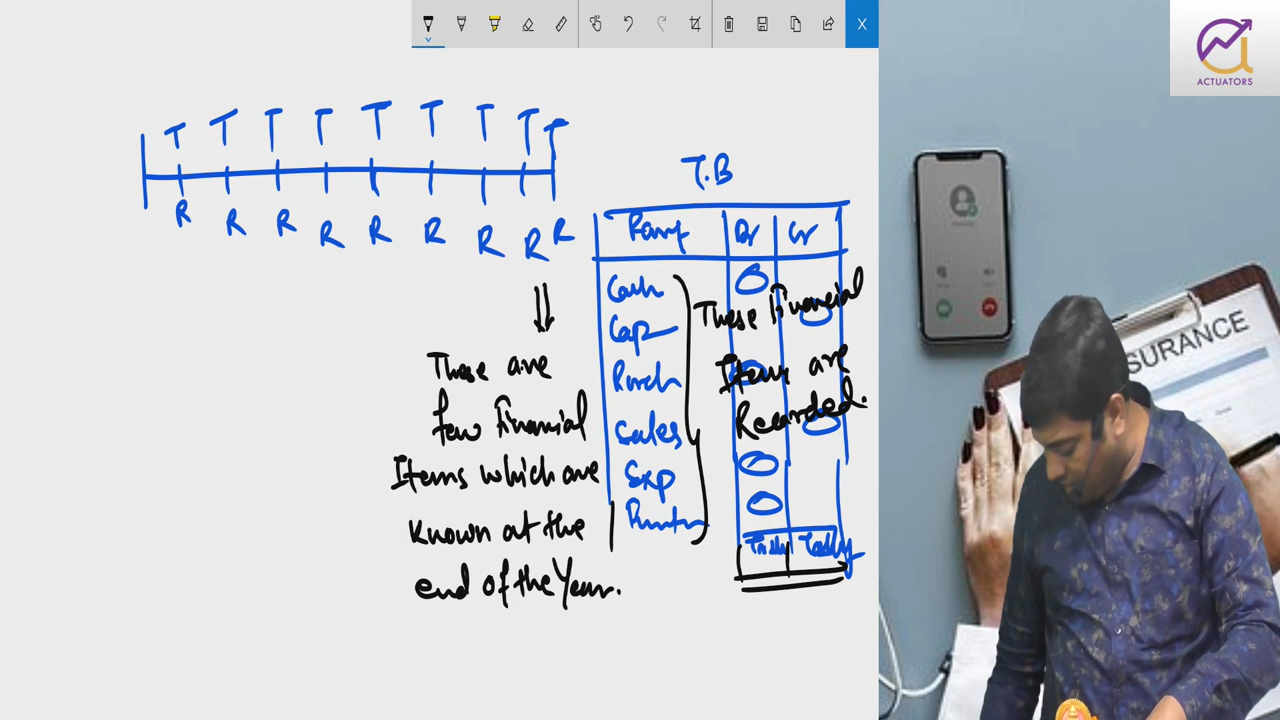 ACTUATORS
T T T T T T T T T
R R R R R R R R R
T.B
Dr Cr
Cash
Cap
Purch
Sales
Exp
These Financial
Items are
Recorded.
Tally Tally
These are
few Financial
Items which are
known at the
end of the Year.
SURANCE